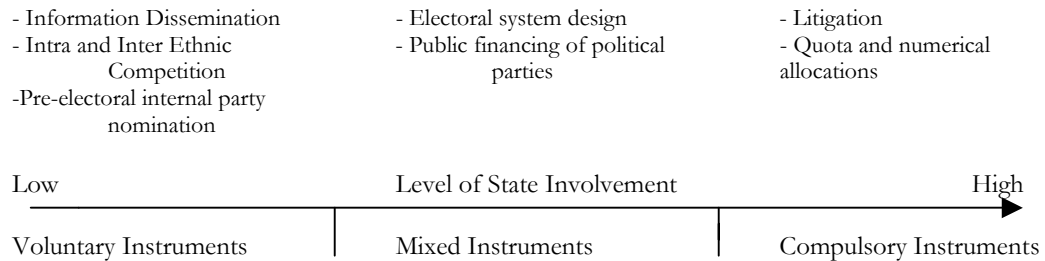 - Information Dissemination
- Intra and Inter Ethnic
Competition
-Pre-electoral internal party
nomination
- Electoral system design
- Public financing of political
parties
- Litigation
- Quota and numerical
allocations
Low Level of State Involvement High
Voluntary Instruments Mixed Instruments Compulsory Instruments